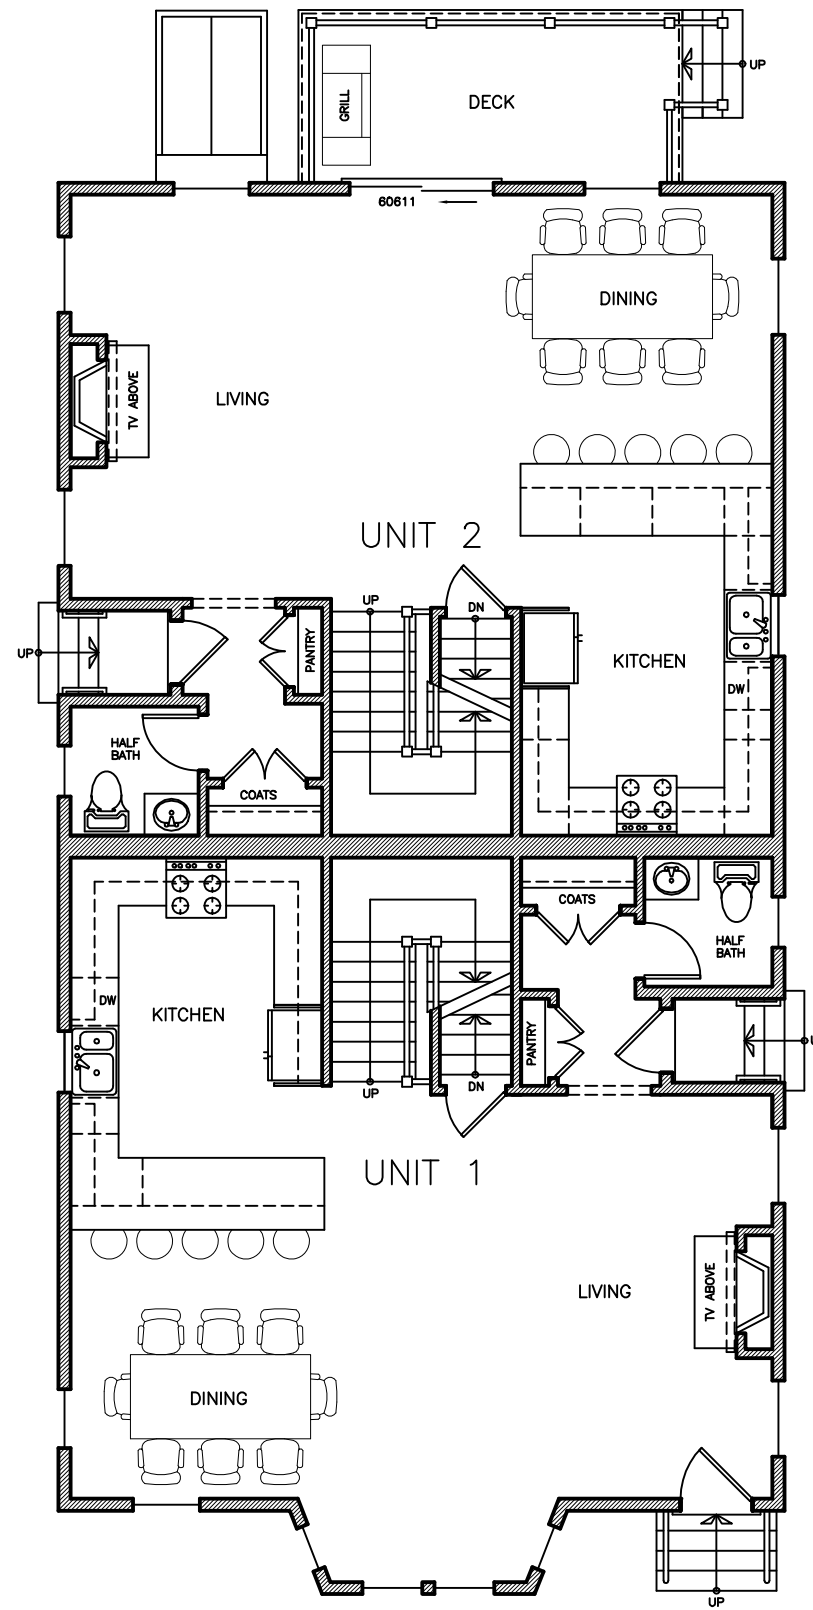 UP
DECK
GRILL
60611
DINING
LIVING
TV ABOVE
UNIT 2
UP
DN
UP
PANTRY
KITCHEN
DW
HALF
BATH
COATS
COATS
HALF
BATH
DW
KITCHEN
PANTRY
UP
DN
UNIT 1
LIVING
TV ABOVE
DINING
UP